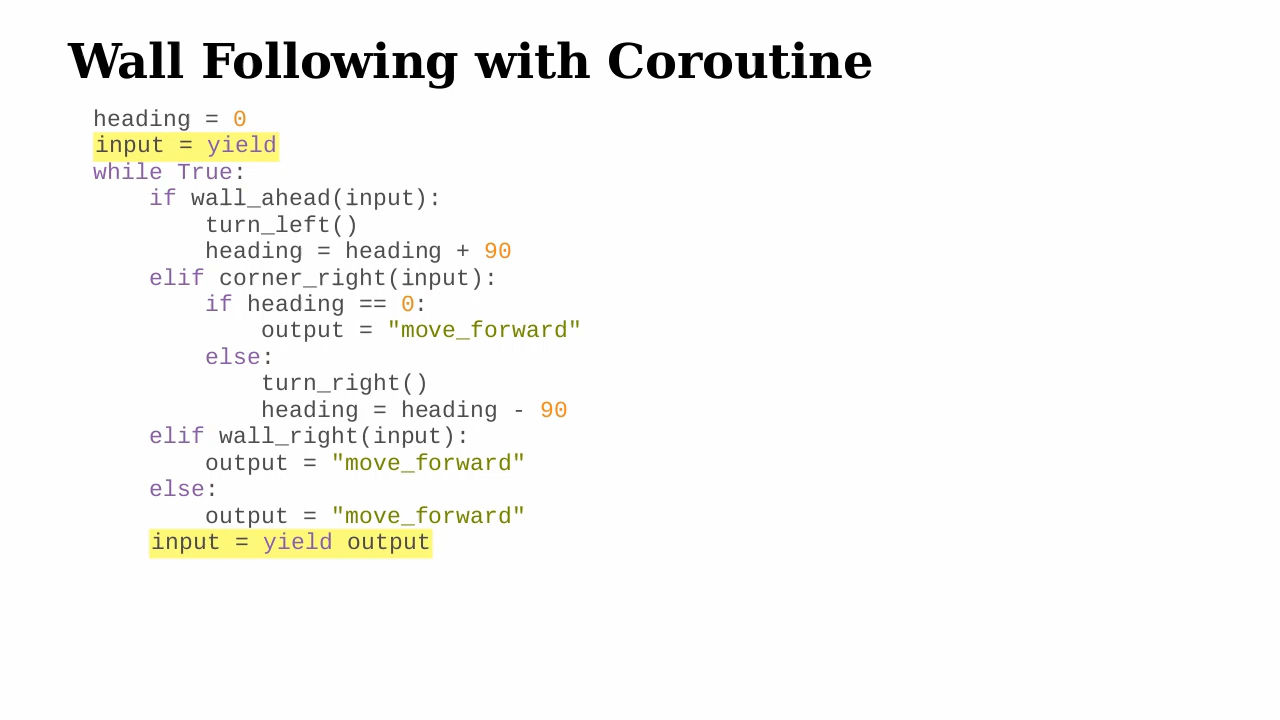 Wall Following with Coroutine
heading = 0
input = yield
while True:
    if wall_ahead(input):
        turn_left()
        heading = heading + 90
    elif corner_right(input):
        if heading == 0:
            output = "move_forward"
        else:
            turn_right()
            heading = heading - 90
    elif wall_right(input):
        output = "move_forward"
    else:
        output = "move_forward"
    input = yield output